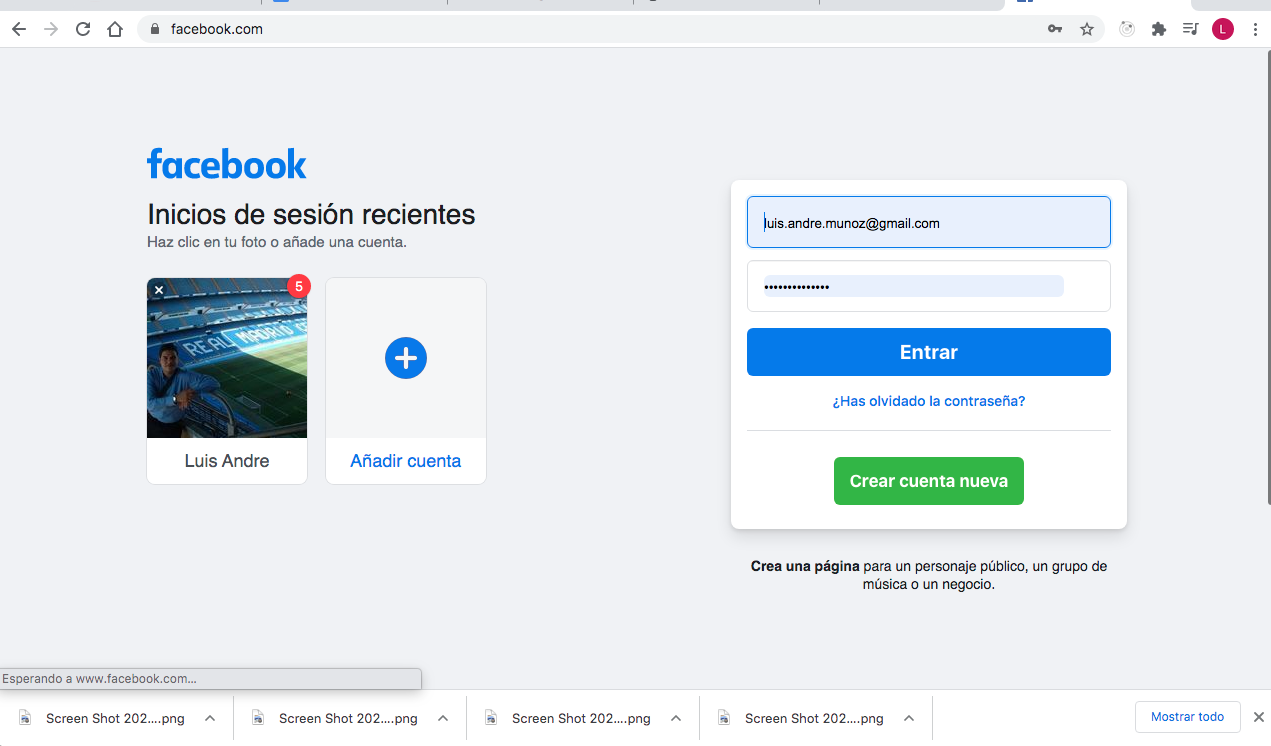 facebook.com
L
facebook
Inicios de sesión recientes
Haz clic en tu foto o añade una cuenta.
5
REAL MADRID
Luis Andre
Añadir cuenta
luis.andre.munoz@gmail.com
••••••••••••••
Entrar
¿Has olvidado la contraseña?
Crear cuenta nueva
Crea una página para un personaje público, un grupo de
música o un negocio.
Esperando a www.facebook.com...
Screen Shot 202....png
Screen Shot 202....png
Screen Shot 202....png
Screen Shot 202....png
Mostrar todo